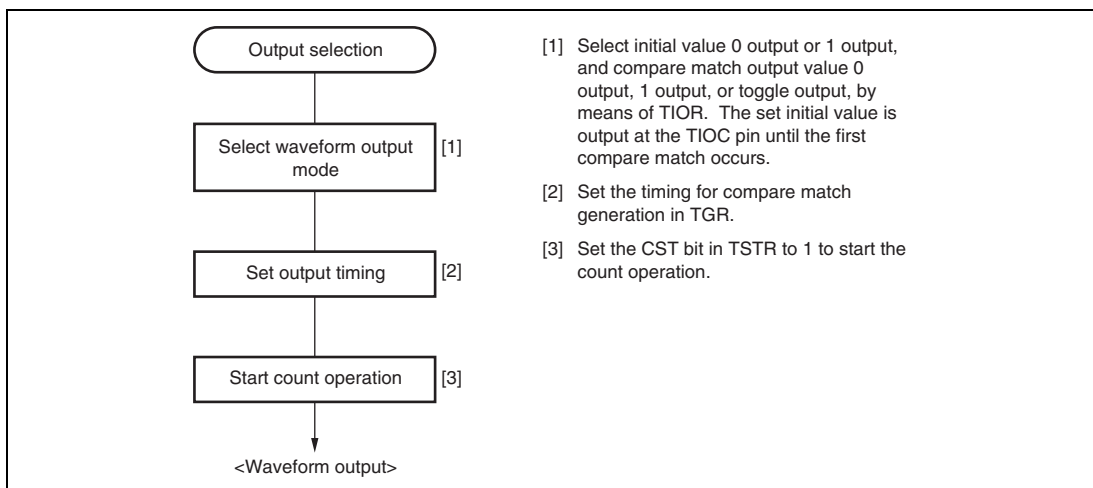 Output selection
Select waveform output
mode
[1]
Set output timing
[2]
Start count operation
[3]
<Waveform output>
[1] Select initial value 0 output or 1 output,
and compare match output value 0
output, 1 output, or toggle output, by
means of TIOR. The set initial value is
output at the TIOC pin until the first
compare match occurs.
[2] Set the timing for compare match
generation in TGR.
[3] Set the CST bit in TSTR to 1 to start the
count operation.